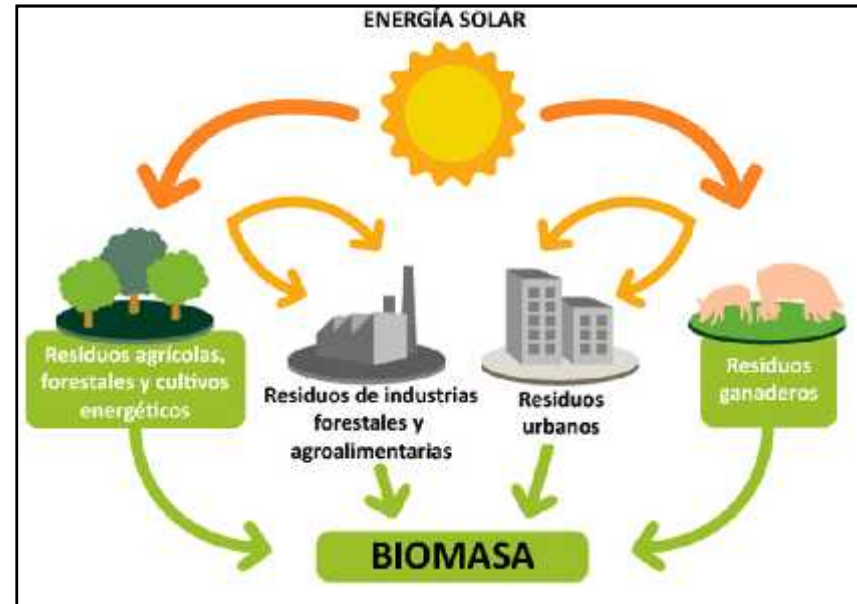 ENERGÍA SOLAR
Residuos agrícolas,
forestales y cultivos
energéticos
Residuos de industrias
forestales y
agroalimentarias
Residuos
urbanos
Residuos
ganaderos
BIOMASA